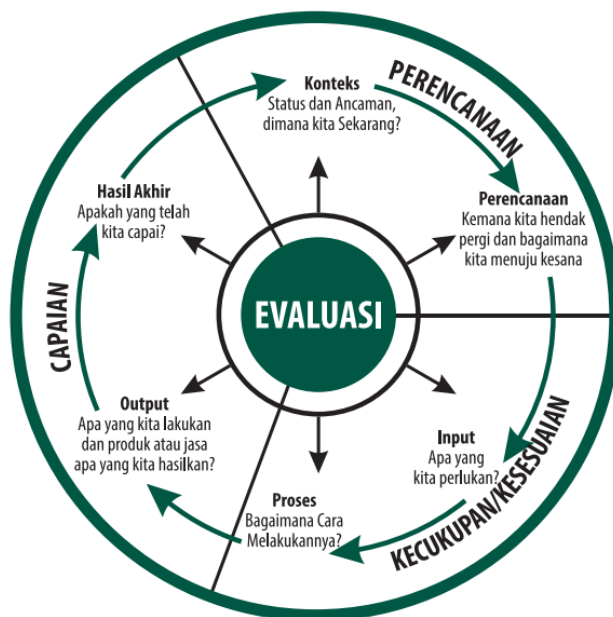 PERENCANAAN
Konteks
Status dan Ancaman,
dimana kita Sekarang?
Perencanaan
Kemana kita hendak
pergi dan bagaimana
kita menuju kesana
KECUKUPAN/KESESUAIAN
Input
Apa yang
kita perlukan?
Proses
Bagaimana Cara
Melakukannya?
CAPAIAN
Output
Apa yang kita lakukan
dan produk atau jasa
apa yang kita hasilkan?
Hasil Akhir
Apakah yang telah
kita capai?
EVALUASI